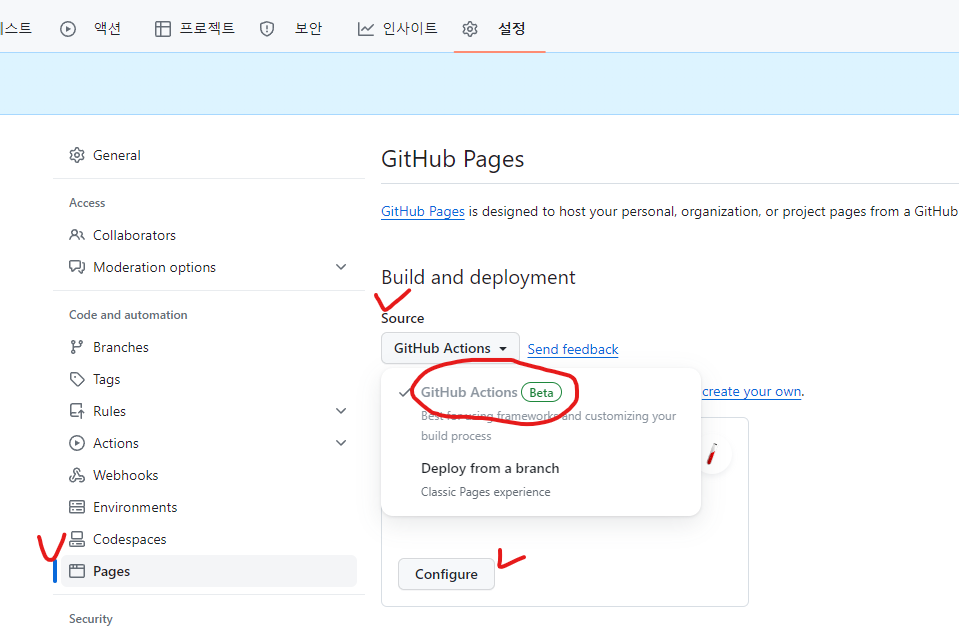 스트 액션 프로젝트 보안 인사이트 설정
General
Access
Collaborators
Moderation options
Code and automation
Branches
Tags
Rules
Actions
Webhooks
Environments
Codespaces
Pages
Security
GitHub Pages
GitHub Pages is designed to host your personal, organization, or project pages from a GitHub
Build and deployment
Source
GitHub Actions Send feedback
GitHub Actions Beta
Best for using frameworks and customizing your
build process
Deploy from a branch
Classic Pages experience
create your own.
Configure